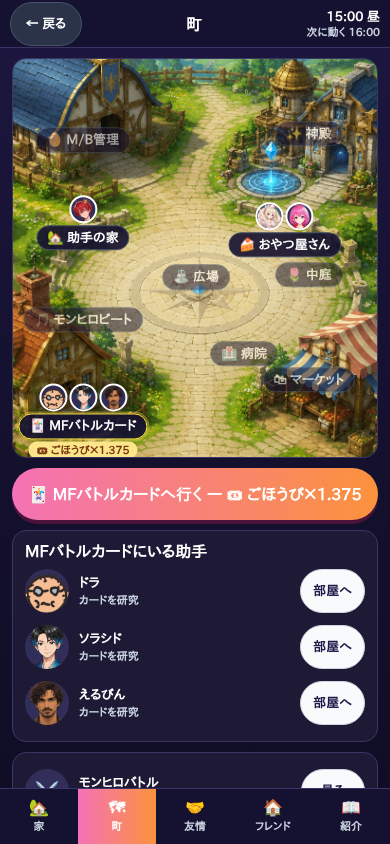 ← 戻る
町
15:00 昼
次に動く 16:00
M/B管理
神殿
助手の家
おやつ屋さん
広場
中庭
モンヒロビート
病院
マーケット
MFバトルカード
ごほうび×1.375
MFバトルカードへ行く — ごほうび×1.375
MFバトルカードにいる助手
ドラ
カードを研究
部屋へ
ソラシド
カードを研究
部屋へ
えるびん
カードを研究
部屋へ
モンヒロバトル
家
町
友情
フレンド
紹介